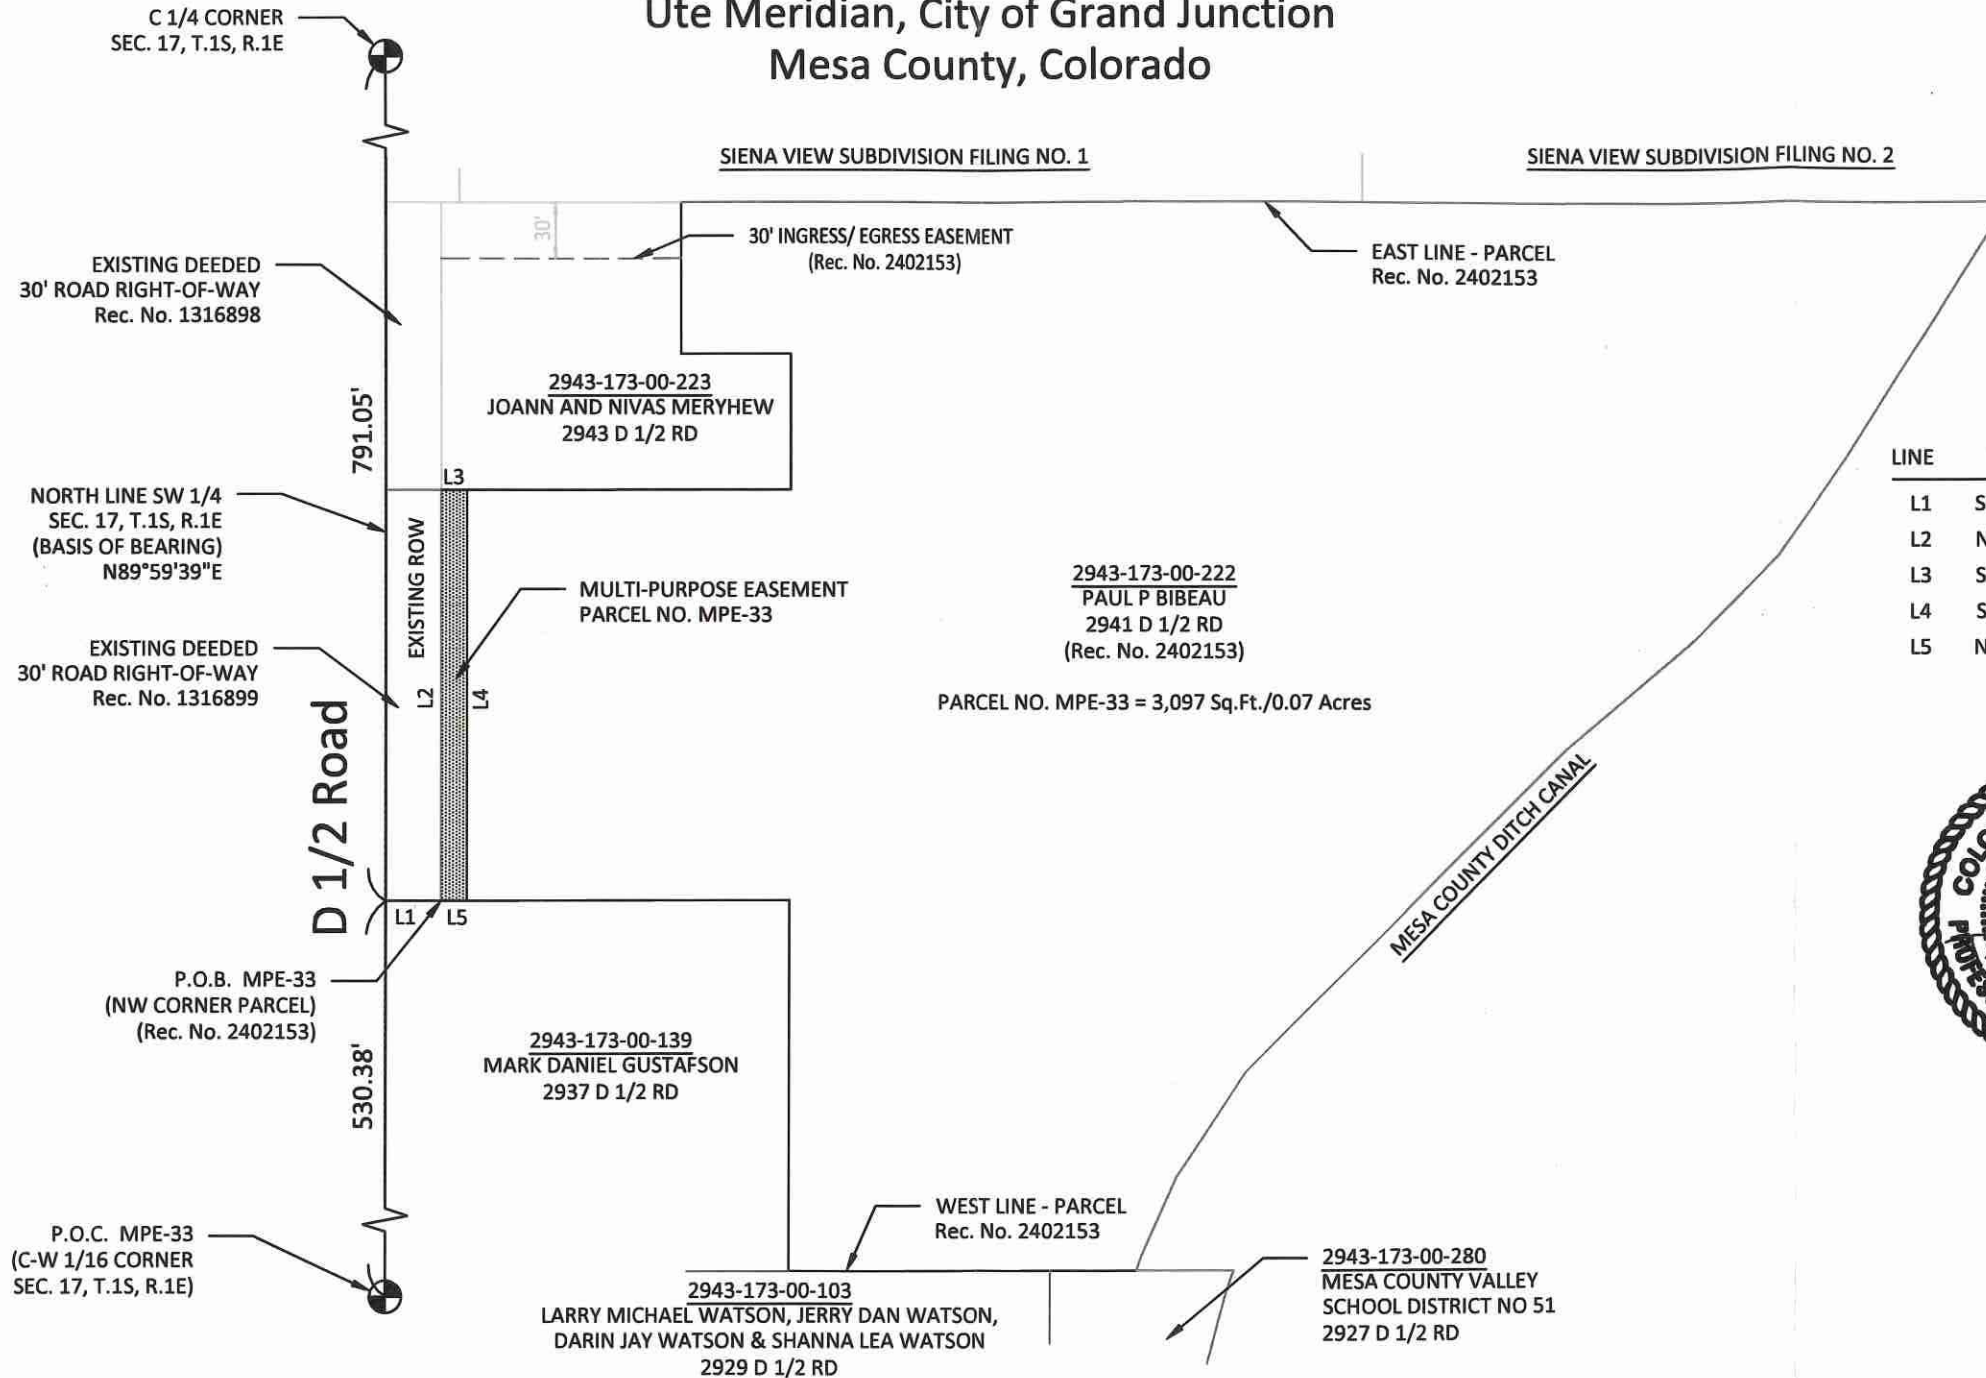 Ute Meridian, City of Grand Junction
Mesa County, Colorado
C 1/4 CORNER
SEC. 17, T.1S, R.1E
SIENA VIEW SUBDIVISION FILING NO. 1
SIENA VIEW SUBDIVISION FILING NO. 2
30'
30' INGRESS/ EGRESS EASEMENT
(Rec. No. 2402153)
EAST LINE - PARCEL
Rec. No. 2402153
EXISTING DEEDED
30' ROAD RIGHT-OF-WAY
Rec. No. 1316898
791.05'
2943-173-00-223
JOANN AND NIVAS MERYHEW
2943 D 1/2 RD
L3
NORTH LINE SW 1/4
SEC. 17, T.1S, R.1E
(BASIS OF BEARING)
N89°59'39"E
EXISTING ROW
MULTI-PURPOSE EASEMENT
PARCEL NO. MPE-33
2943-173-00-222
PAUL P BIBEAU
2941 D 1/2 RD
(Rec. No. 2402153)
PARCEL NO. MPE-33 = 3,097 Sq.Ft./0.07 Acres
LINE
L1 S
L2 N
L3 S
L4 S
L5 N
EXISTING DEEDED
30' ROAD RIGHT-OF-WAY
Rec. No. 1316899
L2
L4
D 1/2 Road
MESA COUNTY DITCH CANAL
L1 L5
P.O.B. MPE-33
(NW CORNER PARCEL)
(Rec. No. 2402153)
530.38'
2943-173-00-139
MARK DANIEL GUSTAFSON
2937 D 1/2 RD
WEST LINE - PARCEL
Rec. No. 2402153
P.O.C. MPE-33
(C-W 1/16 CORNER
SEC. 17, T.1S, R.1E)
2943-173-00-103
LARRY MICHAEL WATSON, JERRY DAN WATSON,
DARIN JAY WATSON & SHANNA LEA WATSON
2929 D 1/2 RD
2943-173-00-280
MESA COUNTY VALLEY
SCHOOL DISTRICT NO 51
2927 D 1/2 RD